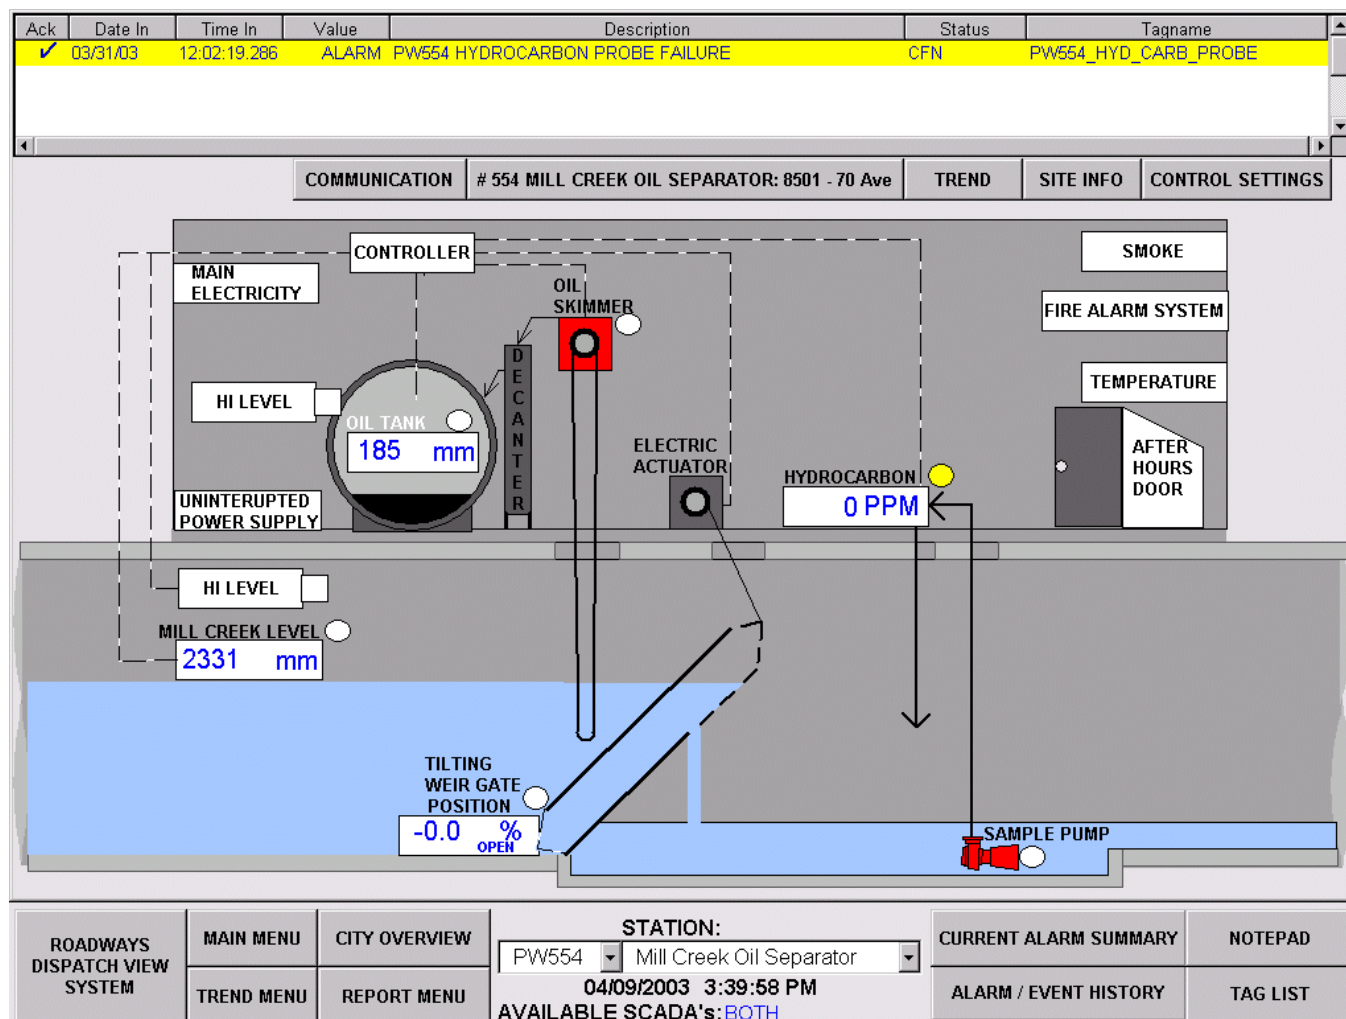 Ack Date In Time In Value Description Status Tagname
✓ 03/31/03 12:02:19.286 ALARM PW554 HYDROCARBON PROBE FAILURE CFN PW554_HYD_CARB_PROBE
COMMUNICATION # 554 MILL CREEK OIL SEPARATOR: 8501 - 70 Ave TREND SITE INFO CONTROL SETTINGS
CONTROLLER
SMOKE
MAIN
ELECTRICITY
OIL
SKIMMER
FIRE ALARM SYSTEM
DECANTER
TEMPERATURE
HI LEVEL
OIL TANK
185 mm
ELECTRIC
ACTUATOR
HYDROCARBON
0 PPM
AFTER
HOURS
DOOR
UNINTERUPTED
POWER SUPPLY
HI LEVEL
MILL CREEK LEVEL
2331 mm
TILTING
WEIR GATE
POSITION
-0.0 %
OPEN
SAMPLE PUMP
ROADWAYS
DISPATCH VIEW
SYSTEM
MAIN MENU
CITY OVERVIEW
TREND MENU
REPORT MENU
STATION:
PW554 Mill Creek Oil Separator
04/09/2003 3:39:58 PM
AVAILABLE SCADA's: BOTH
CURRENT ALARM SUMMARY
NOTEPAD
ALARM / EVENT HISTORY
TAG LIST